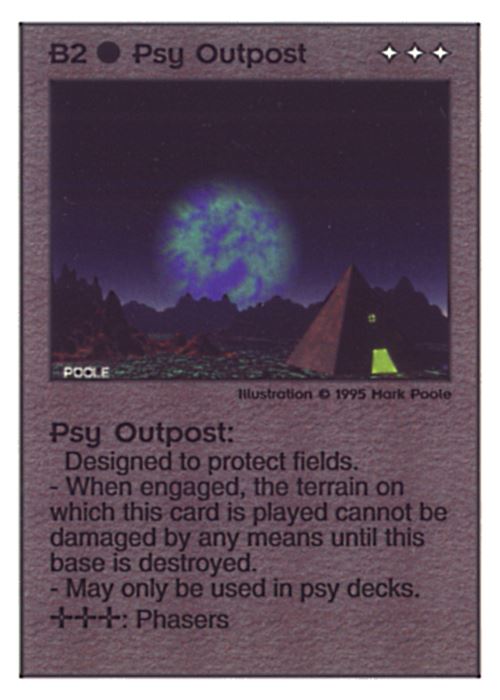 B2 ● Psy Outpost ✦ ✦ ✦
POOLE
Illustration © 1995 Mark Poole
Psy Outpost:
Designed to protect fields.
- When engaged, the terrain on
which this card is played cannot be
damaged by any means until this
base is destroyed.
- May only be used in psy decks.
✢✢✢: Phasers